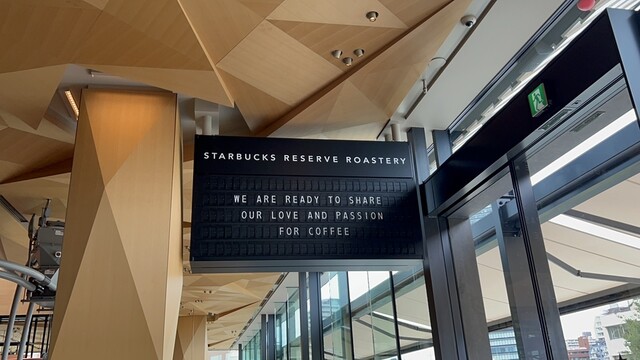 STARBUCKS RESERVE ROASTERY
WE ARE READY TO SHARE
OUR LOVE AND PASSION
FOR COFFEE